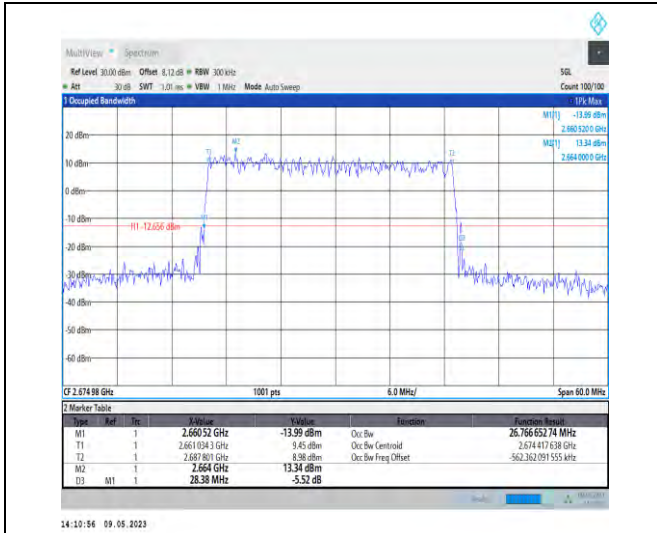 MultiView Spectrum
Ref Level 30.00 dBm Offset 8.12 dB RBW 300 kHz SGL
Att 30 dB SWT 1.01 ms VBW 1 MHz Mode Auto Sweep Count 100/100
1 Occupied Bandwidth 1Pk Max
M1[1] -13.99 dBm
2.660 520 0 GHz
M2[1] 13.34 dBm
2.664 000 0 GHz
20 dBm
M2
T1 T2
10 dBm
0 dBm
-10 dBm
H1 -12.656 dBm
M1
D3
-20 dBm
-30 dBm
-40 dBm
-50 dBm
-60 dBm
CF 2.674 98 GHz 1001 pts 6.0 MHz/ Span 60.0 MHz
2 Marker Table
Type Ref Trc X-Value Y-Value Function Function Result
M1 1 2.660 52 GHz -13.99 dBm Occ Bw 26.766 652 74 MHz
T1 1 2.661 034 3 GHz 9.45 dBm Occ Bw Centroid 2.674 417 638 GHz
T2 1 2.687 801 GHz 8.98 dBm Occ Bw Freq Offset -562.362 091 555 kHz
M2 1 2.664 GHz 13.34 dBm
D3 M1 1 28.38 MHz -5.52 dB
14:10:56 09.05.2023